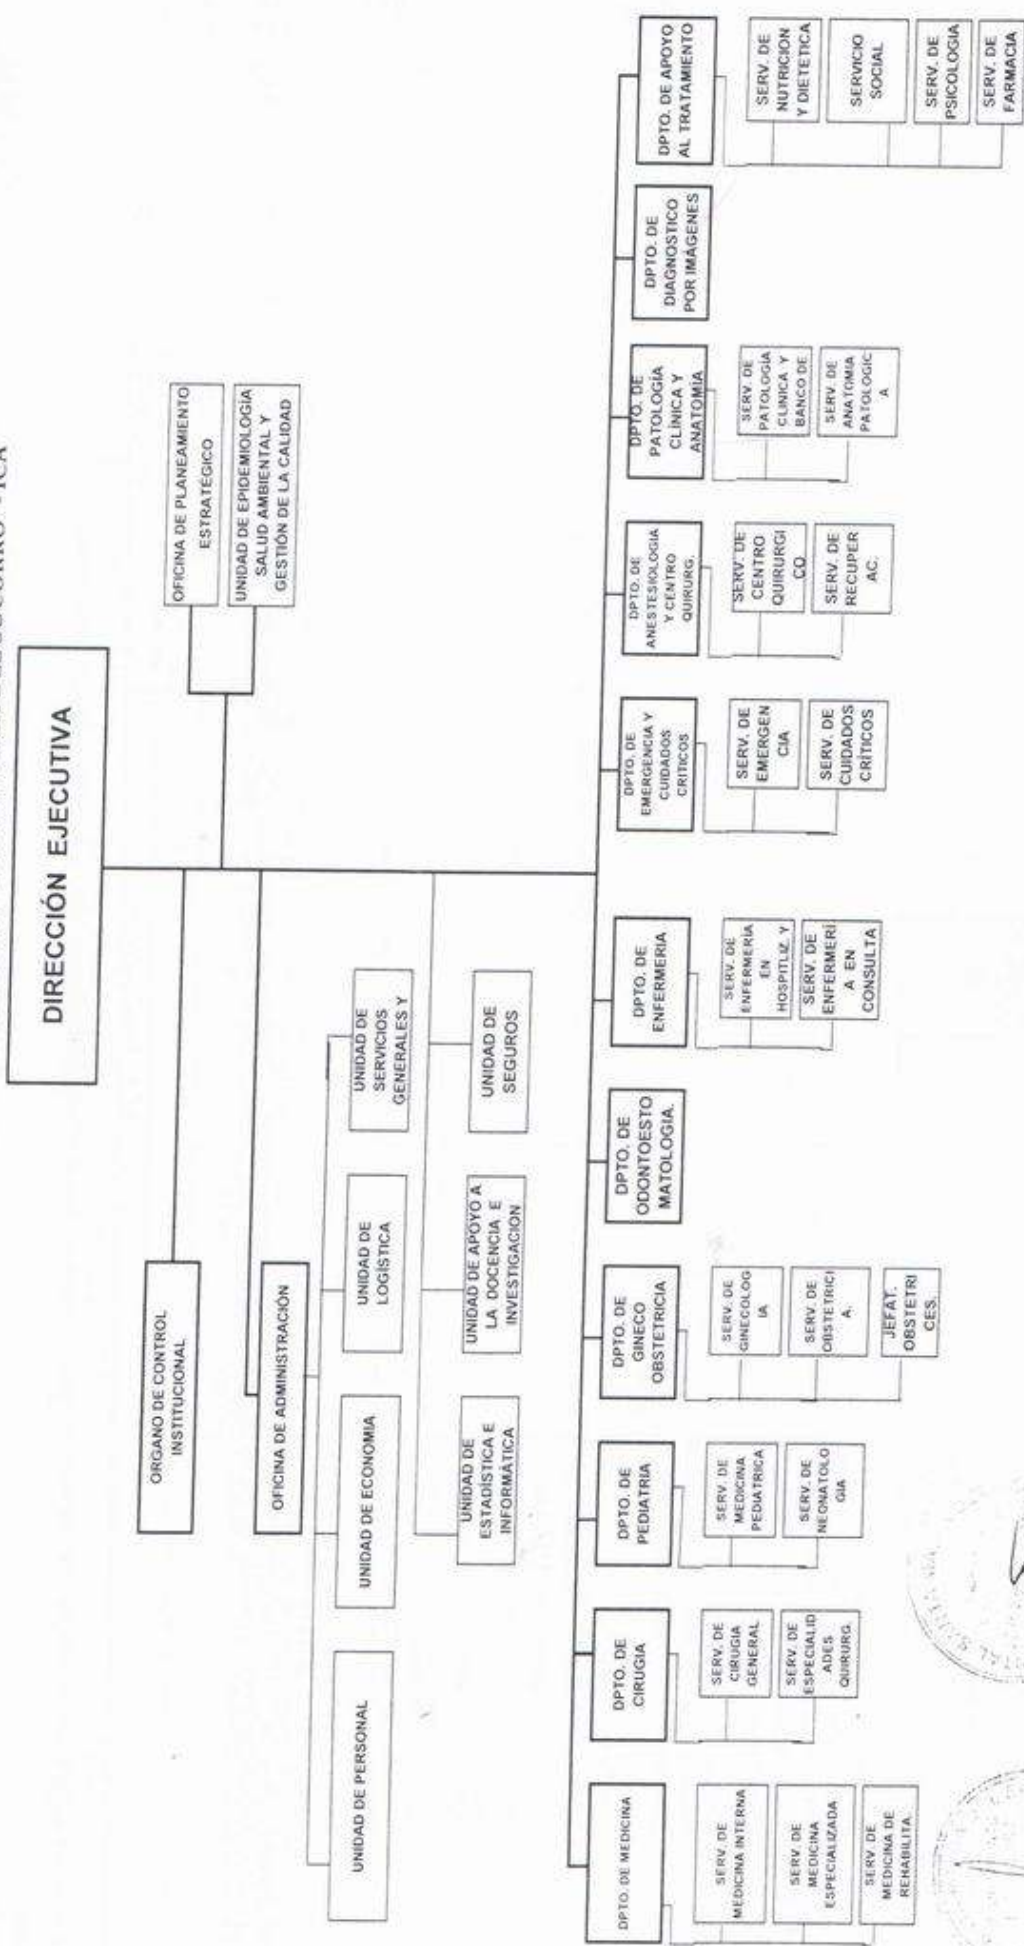 DIRECCIÓN EJECUTIVA
ORGANO DE CONTROL
INSTITUCIONAL
OFICINA DE PLANEAMIENTO
ESTRATÉGICO
UNIDAD DE EPIDEMIOLOGÍA
SALUD AMBIENTAL Y
GESTIÓN DE LA CALIDAD
OFICINA DE ADMINISTRACIÓN
UNIDAD DE PERSONAL
UNIDAD DE ECONOMIA
UNIDAD DE
LOGÍSTICA
UNIDAD DE
SERVICIOS
GENERALES Y
UNIDAD DE
ESTADÍSTICA E
INFORMÁTICA
UNIDAD DE APOYO A
LA DOCENCIA E
INVESTIGACION
UNIDAD DE
SEGUROS
DPTO. DE MEDICINA
SERV. DE
MEDICINA INTERNA
SERV. DE
MEDICINA
ESPECIALIZADA
SERV. DE
MEDICINA DE
REHABILITA.
DPTO. DE
CIRUGIA
SERV. DE
CIRUGIA
GENERAL
SERV. DE
ESPECIALID
ADES
QUIRURG.
DPTO. DE
PEDIATRIA
SERV. DE
MEDICINA
PEDIATRICA
SERV. DE
NEONATOLO
GIA
DPTO. DE
GINECO
OBSTETRICIA
SERV. DE
GINECOLOG
IA
SERV. DE
OBSTETRICI
A.
JEFAT.
OBSTETRI
CES.
DPTO. DE
ODONTOESTO
MATOLOGIA.
DPTO. DE
ENFERMERIA
SERV. DE
ENFERMERÍA
EN
HOSPITLIZ. Y
SERV. DE
ENFERMERÍ
A EN
CONSULTA
DPTO. DE
EMERGENCIA Y
CUIDADOS
CRITICOS
SERV. DE
EMERGEN
CIA
SERV. DE
CUIDADOS
CRÍTICOS
DPTO. DE
ANESTESIOLOGIA
Y CENTRO
QUIRURG.
SERV. DE
CENTRO
QUIRURGI
CO
SERV. DE
RECUPER
AC.
DPTO. DE
PATOLOGÍA
CLÍNICA Y
ANATOMÍA
SERV. DE
PATOLOGÍA
CLINICA Y
BANCO DE
SERV. DE
ANATOMIA
PATOLOGIC
A
DPTO. DE
DIAGNOSTICO
POR IMÁGENES
DPTO. DE APOYO
AL TRATAMIENTO
SERV. DE
NUTRICION
Y DIETETICA
SERVICIO
SOCIAL
SERV. DE
PSICOLOGIA
SERV. DE
FARMACIA